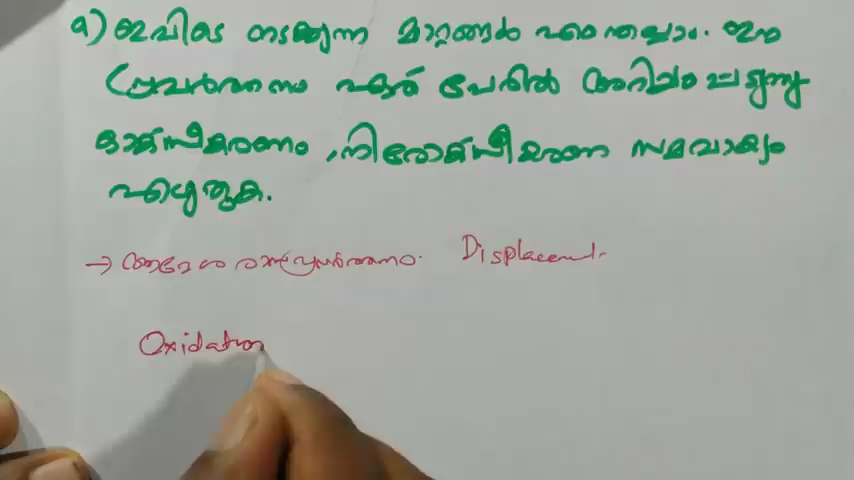 a) ഇവിടെ നടക്കുന്ന മാറ്റങ്ങൾ എന്തെല്ലാം. ഈ
പ്രവർത്തനം ഏത് പേരിൽ അറിയപ്പെടുന്നു
ഓക്സീകരണം, നിരോക്സീകരണ സമവാക്യം
എഴുതുക.
→ ആദേശ രാസപ്രവർത്തനം. Displacement.
Oxidation